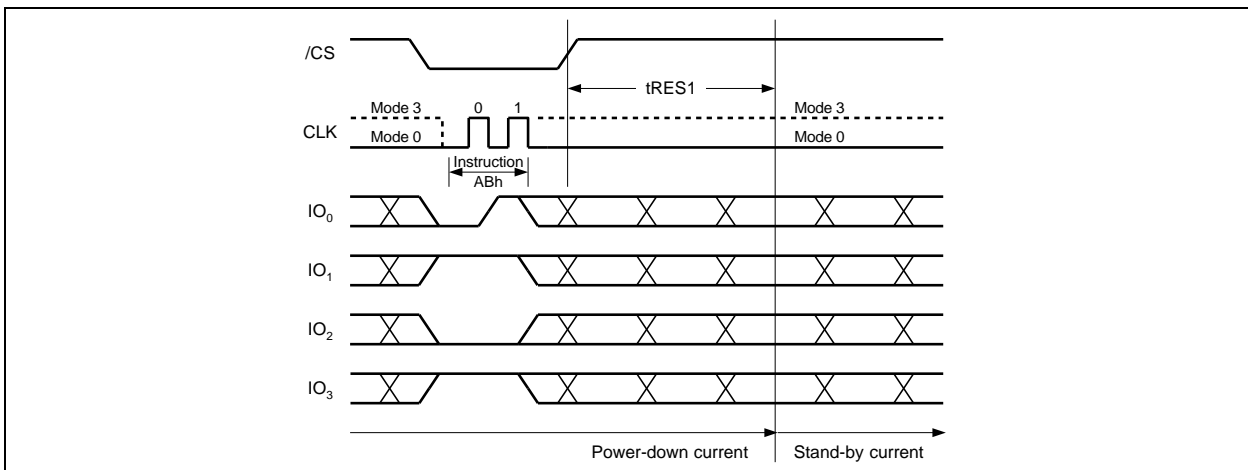 /CS
tRES1
Mode 3 0 1 Mode 3
CLK
Mode 0 Mode 0
Instruction
ABh
IO0
IO1
IO2
IO3
Power-down current Stand-by current